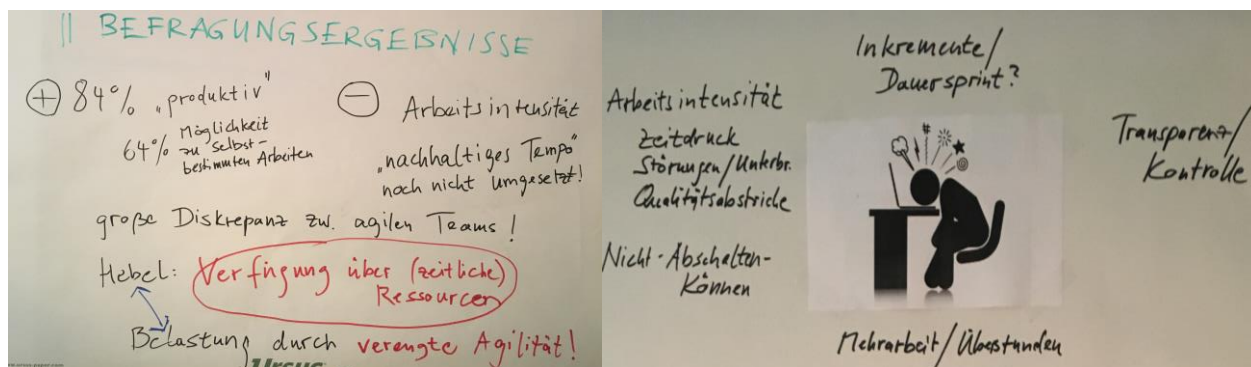 || BEFRAGUNGSERGEBNISSE
+ 84% „produktiv"
64% Möglichkeit
zu selbst-
bestimmten Arbeiten
− Arbeitsintensität
„nachhaltiges Tempo"
noch nicht umgesetzt!
große Diskrepanz zw. agilen Teams!
Hebel: Verfügung über (zeitliche)
Ressourcen
Belastung durch verengte Agilität!
Ursus
Inkremente/
Dauersprint?
Arbeitsintensität
Zeitdruck
Störungen/Unterbr.
Qualitätsabstriche
Nicht-Abschalten-
Können
Transparenz/
Kontrolle
#
Mehrarbeit/Überstunden